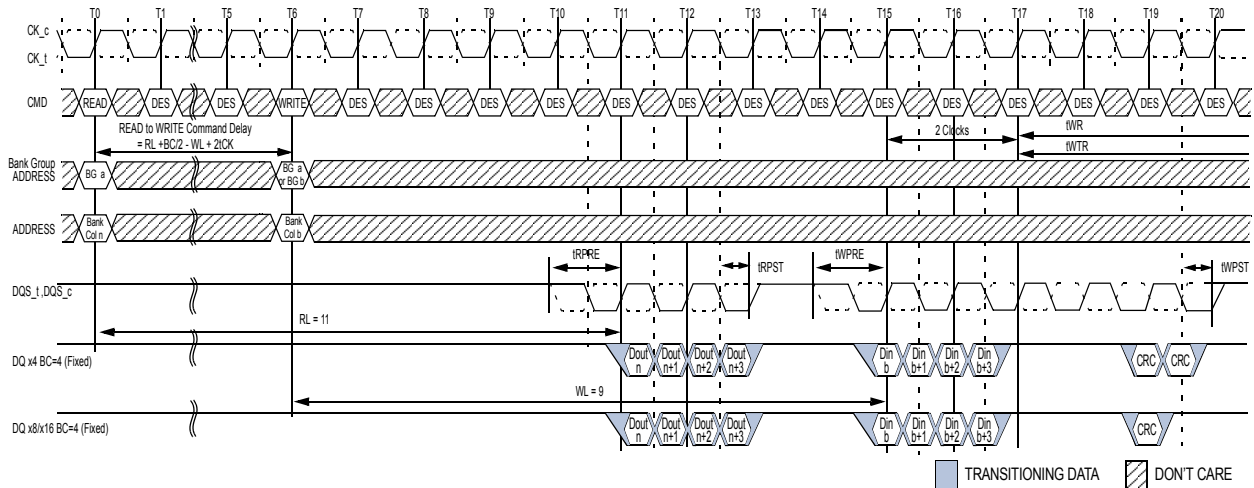 T0 T1 T5 T6 T7 T8 T9 T10 T11 T12 T13 T14 T15 T16 T17 T18 T19 T20
CK_c
CK_t
CMD READ DES DES WRITE DES DES DES DES DES DES DES DES DES DES DES DES DES DES
READ to WRITE Command Delay
= RL +BC/2 - WL + 2tCK
2 Clocks
tWR
tWTR
Bank Group
ADDRESS
BG a
BG a
or BG b
ADDRESS
Bank
Col n
Bank
Col b
tRPRE
tRPST
tWPRE
tWPST
DQS_t ,DQS_c
RL = 11
DQ x4 BC=4 (Fixed)
Dout
n
Dout
n+1
Dout
n+2
Dout
n+3
Din
b
Din
b+1
Din
b+2
Din
b+3
CRC CRC
WL = 9
DQ x8/x16 BC=4 (Fixed)
Dout
n
Dout
n+1
Dout
n+2
Dout
n+3
Din
b
Din
b+1
Din
b+2
Din
b+3
CRC
TRANSITIONING DATA
DON'T CARE